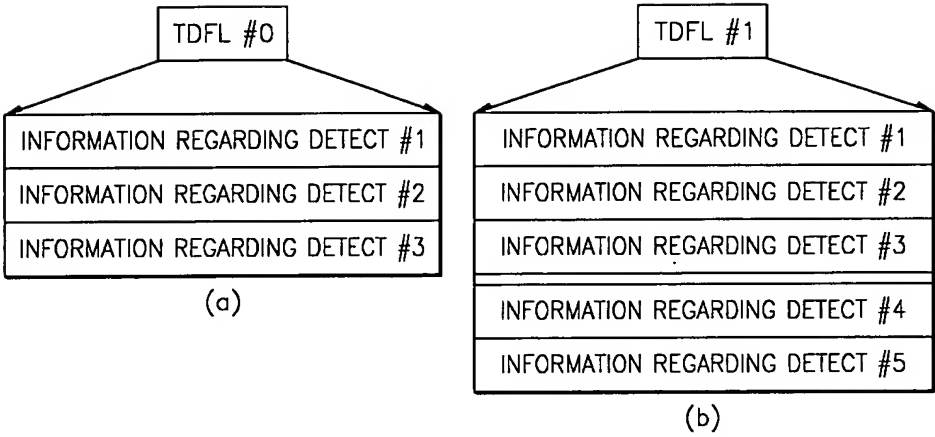 TDFL #0
INFORMATION REGARDING DETECT #1
INFORMATION REGARDING DETECT #2
INFORMATION REGARDING DETECT #3
(a)
TDFL #1
INFORMATION REGARDING DETECT #1
INFORMATION REGARDING DETECT #2
INFORMATION REGARDING DETECT #3
INFORMATION REGARDING DETECT #4
INFORMATION REGARDING DETECT #5
(b)